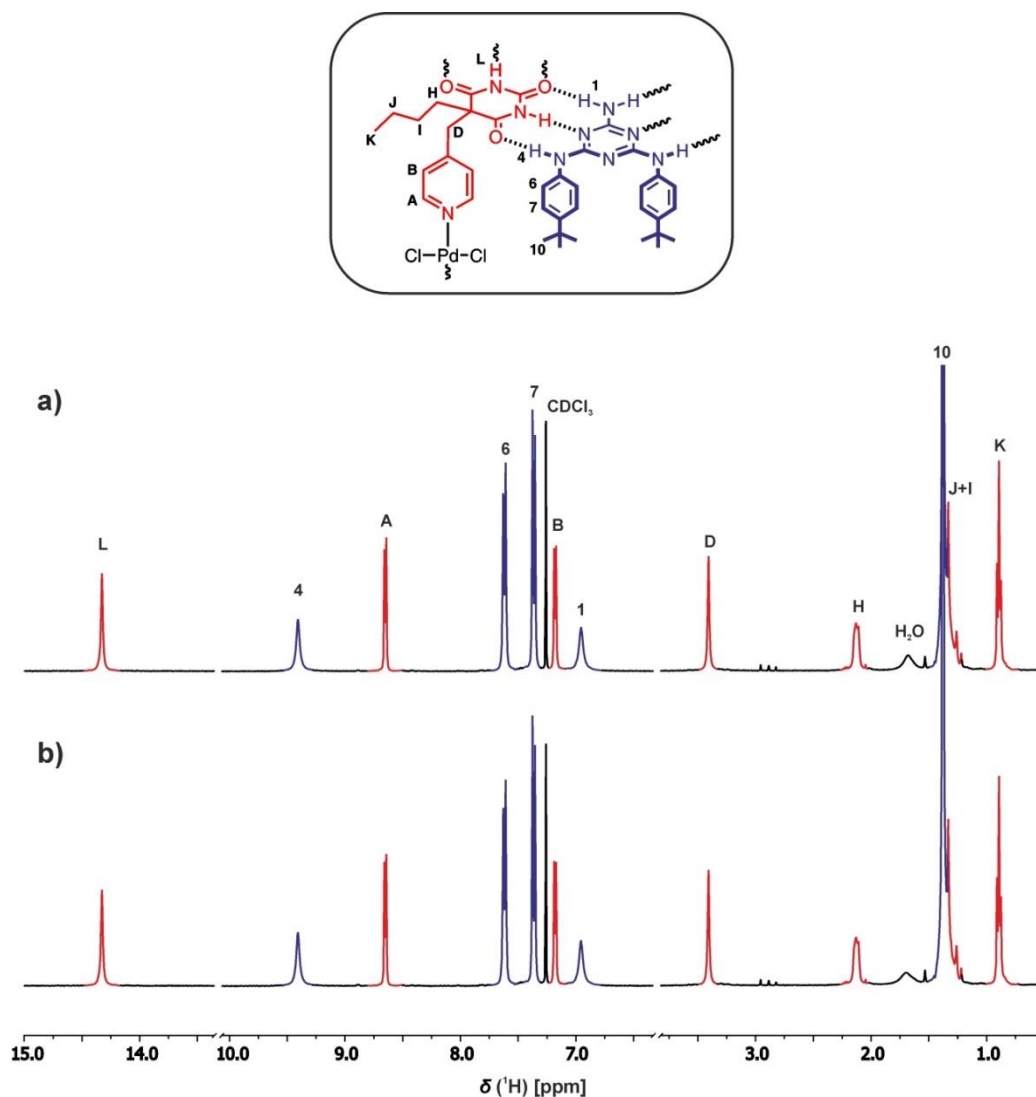 L
H
O N O H 1 H H
J H N N
I N H N N
K D O H N N N H
B 4
6
A 7
N
10
Cl Pd Cl
10
a) 7 CDCl₃
6 K
A B J+I
L D
4 1 H
H₂O
b)
15.0 14.0 10.0 9.0 8.0 7.0 3.0 2.0 1.0
δ (¹H) [ppm]